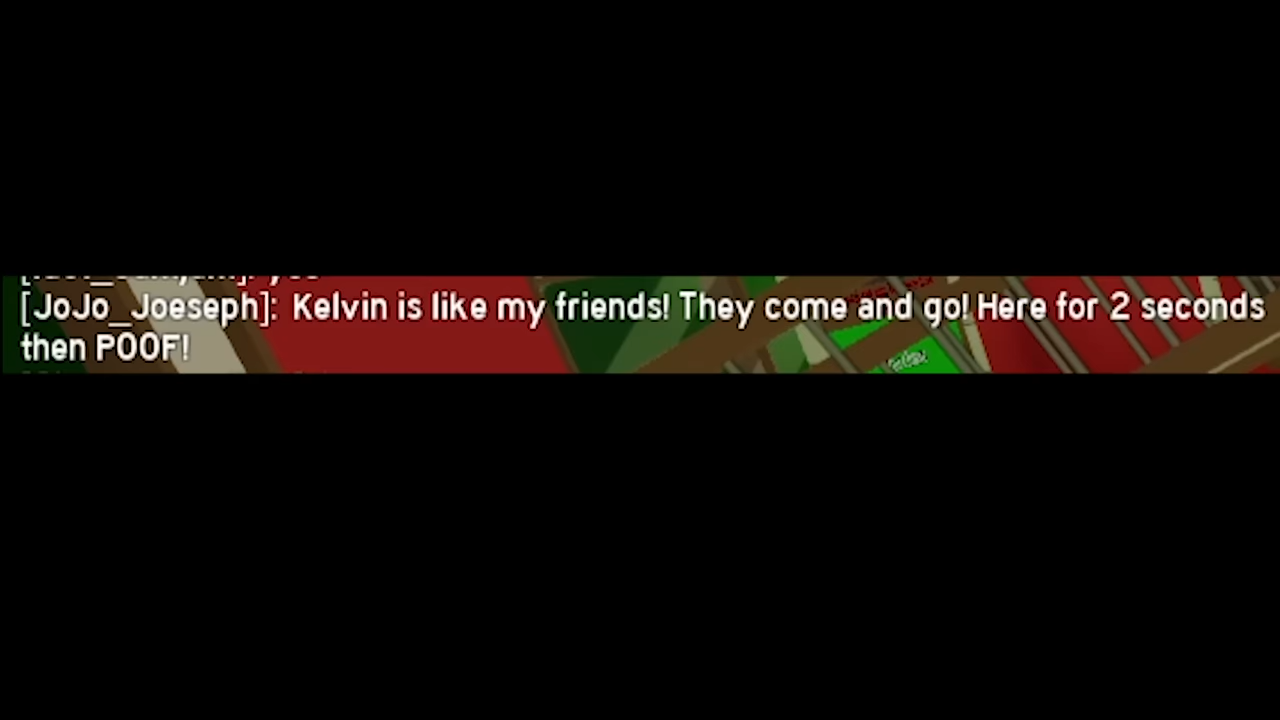 [JoJo_Joeseph]: Kelvin is like my friends! They come and go! Here for 2 seconds
then POOF!